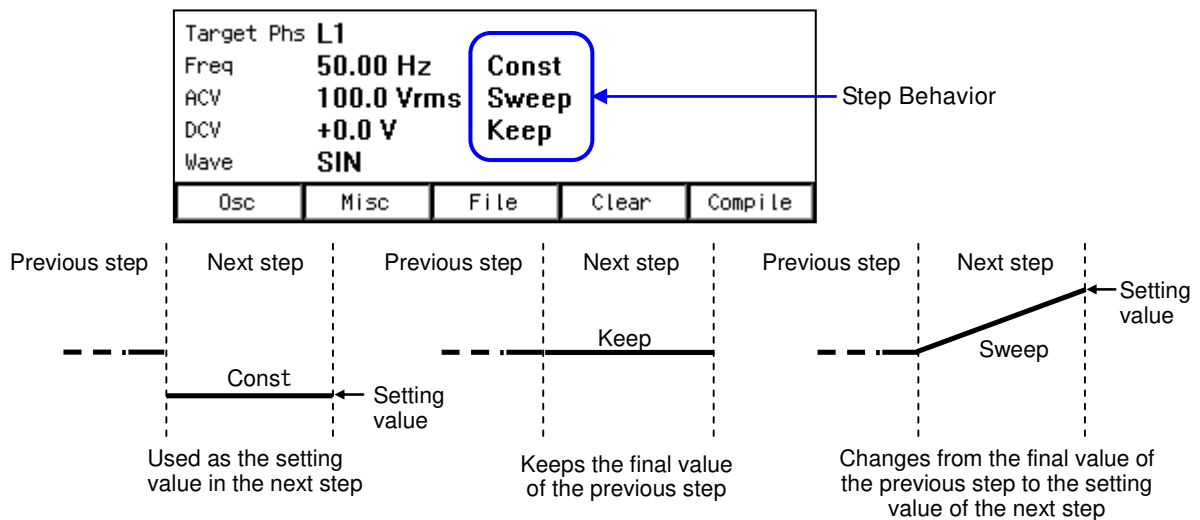 Target Phs L1
Freq 50.00 Hz Const
ACV 100.0 Vrms Sweep
DCV +0.0 V Keep
Wave SIN
Step Behavior
Osc Misc File Clear Compile
Previous step Next step Previous step Next step Previous step Next step
Const
Setting
value
Used as the setting
value in the next step
Keep
Keeps the final value
of the previous step
Setting
value
Sweep
Changes from the final value of
the previous step to the setting
value of the next step